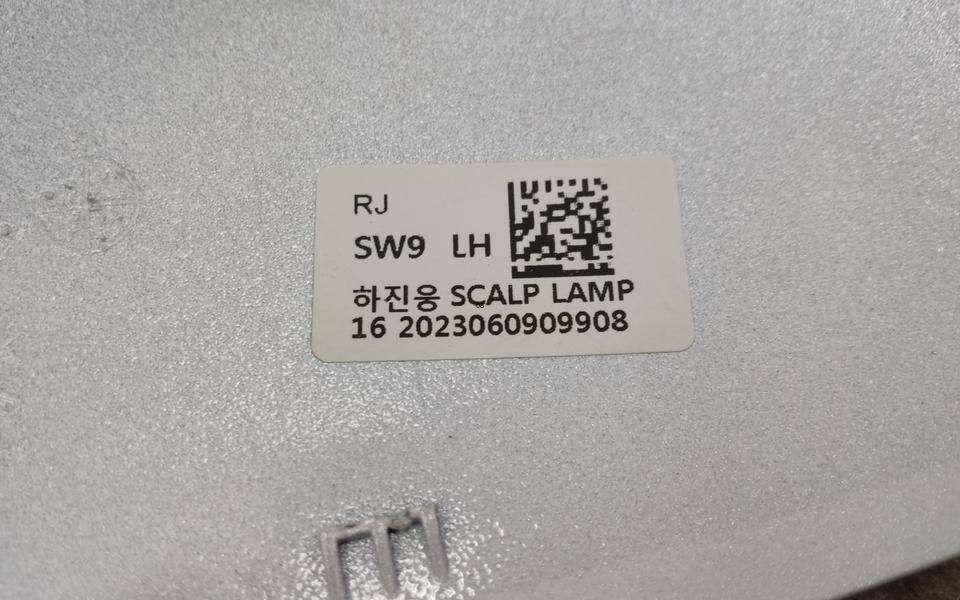 RJ
SW9 LH
하진웅 SCALP LAMP
16 2023060909908